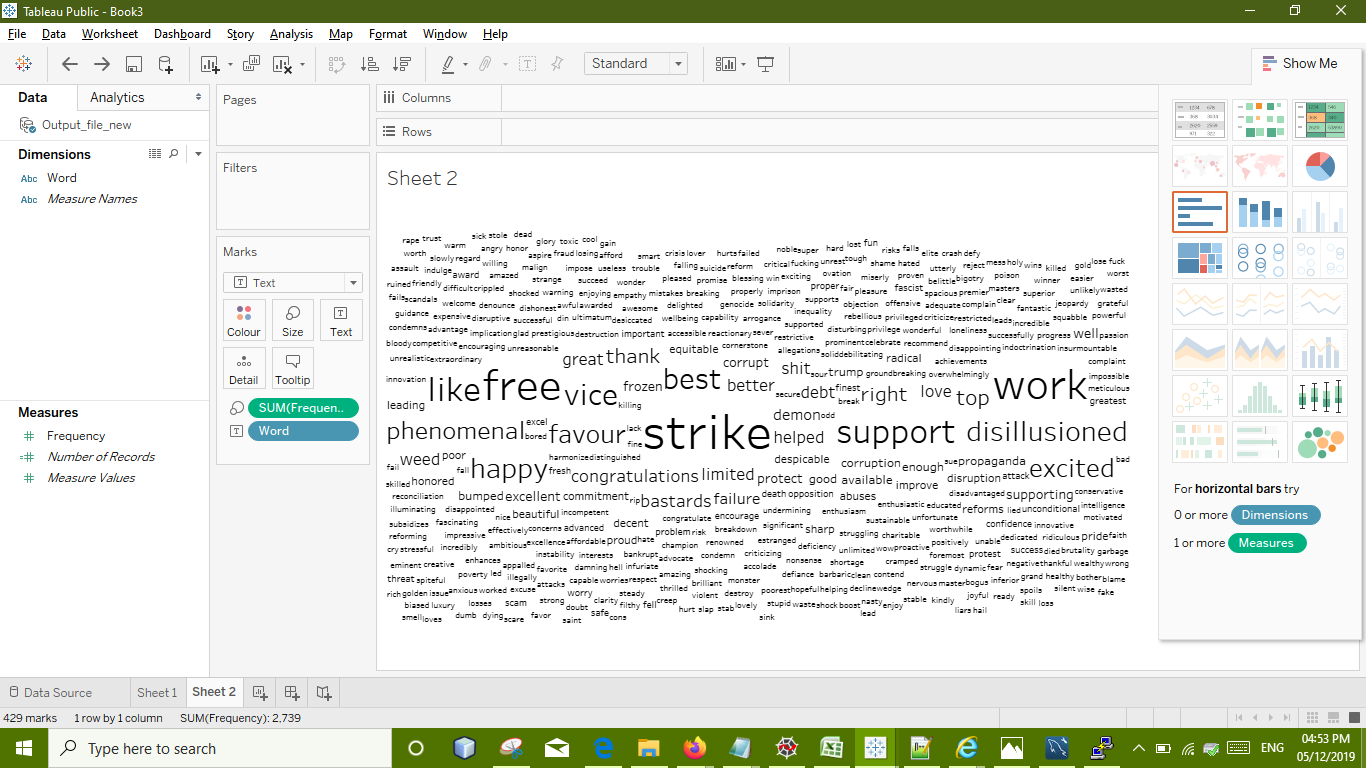 Tableau Public - Book3
File Data Worksheet Dashboard Story Analysis Map Format Window Help
Standard
Show Me
Data Analytics
Output_file_new
Dimensions
Abc Word
Abc Measure Names
Measures
Frequency
Number of Records
Measure Values
Pages
Filters
Marks
Text
Colour Size Text
Detail Tooltip
SUM(Frequen..
Word
Columns
Rows
Sheet 2
rape trust sick stole dead
warm angry honor glory toxic cool gain
worth slowly regard willing aspire fraud losing afford smart crisis lover hurts failed noble super hard lost fun risks falls elite crash defy
assault indulge award amazed malign impose useless trouble falling suicide reform critical fucking unrest tough shame hated utterly reject mess holy wins killed gold lose fuck
ruined friendly difficult crippled strange succeed wonder pleased promise blessing win exciting ovation miserly proven belittle bigotry poison winner easier worst
fails scandals shocked warning enjoying empathy mistakes breaking properly imprison proper fair pleasure fascist spacious premier masters superior unlikely wasted
welcome denounce dishonest awful awarded awesome delighted genocide solidarity supports objection offensive adequate complain clear fantastic jeopardy grateful
guidance expensive disruptive successful din ultimatum desiccated wellbeing capability arrogance inequality rebellious privileged criticize restricted leads incredible squabble powerful
condemns advantage implication glad prestigious destruction important accessible reactionary sever supported disturbing privilege wonderful loneliness successfully progress well passion
bloody competitive encouraging unreasonable equitable cornerstone restrictive prominent celebrate recommend disappointing indoctrination insurmountable
unrealistic extraordinary great thank corrupt allegations solid debilitating radical achievements complaint
innovation like free vice frozen best better shit sour trump groundbreaking overwhelmingly work impossible
meticulous
leading killing secure debt finest break right love top greatest
phenomenal excel bored favour lack fine strike demon odd helped support disillusioned
fail weed poor fall happy harmonize distinguished despicable corruption enough sue propaganda excited bad
skilled honored fresh congratulations limited protect good available improve disruption attack
reconciliation bumped excellent commitment rip bastards failure death opposition abuses disadvantaged supporting conservative
illuminating disappointed nice beautiful incompetent congratulate encourage undermining enthusiasm enthusiastic educated reforms lied unconditional intelligence
subsidizes fascinating effectively concerns advanced decent problem risk breakdown significant sharp sustainable unfortunate confidence innovative motivated
reforming impressive excellence affordable proud hate champion renowned estranged struggling charitable worthwhile unable dedicated ridiculous pride faith
cry stressful incredibly ambitious instability interests bankrupt advocate condemn criticizing deficiency unlimited wow proactive positively foremost protest success died brutality garbage
eminent creative enhances appalled favorite damning hell infuriate shocking accolade nonsense shortage cramped struggle dynamic fear negative thankful wealthy wrong
threat spiteful poverty led illegally attacks capable worries respect amazing brilliant monster defiance barbaric clean contend nervous master bogus inferior grand healthy bother blame
rich golden issue anxious worked excuse worry steady thrilled violent destroy poorest hopeful helping decline wedge spoils silent wise fake
biased luxury losses scam strong doubt clarity filthy fell creep hurt slap stab lovely stupid waste shock boost nasty enjoy stable kindly joyful ready skill loss
smell loves dumb dying scare favor saint safe cons sink lead liars hail
For horizontal bars try
0 or more Dimensions
1 or more Measures
Data Source Sheet 1 Sheet 2
429 marks 1 row by 1 column SUM(Frequency): 2,739
Type here to search
ENG
04:53 PM
05/12/2019